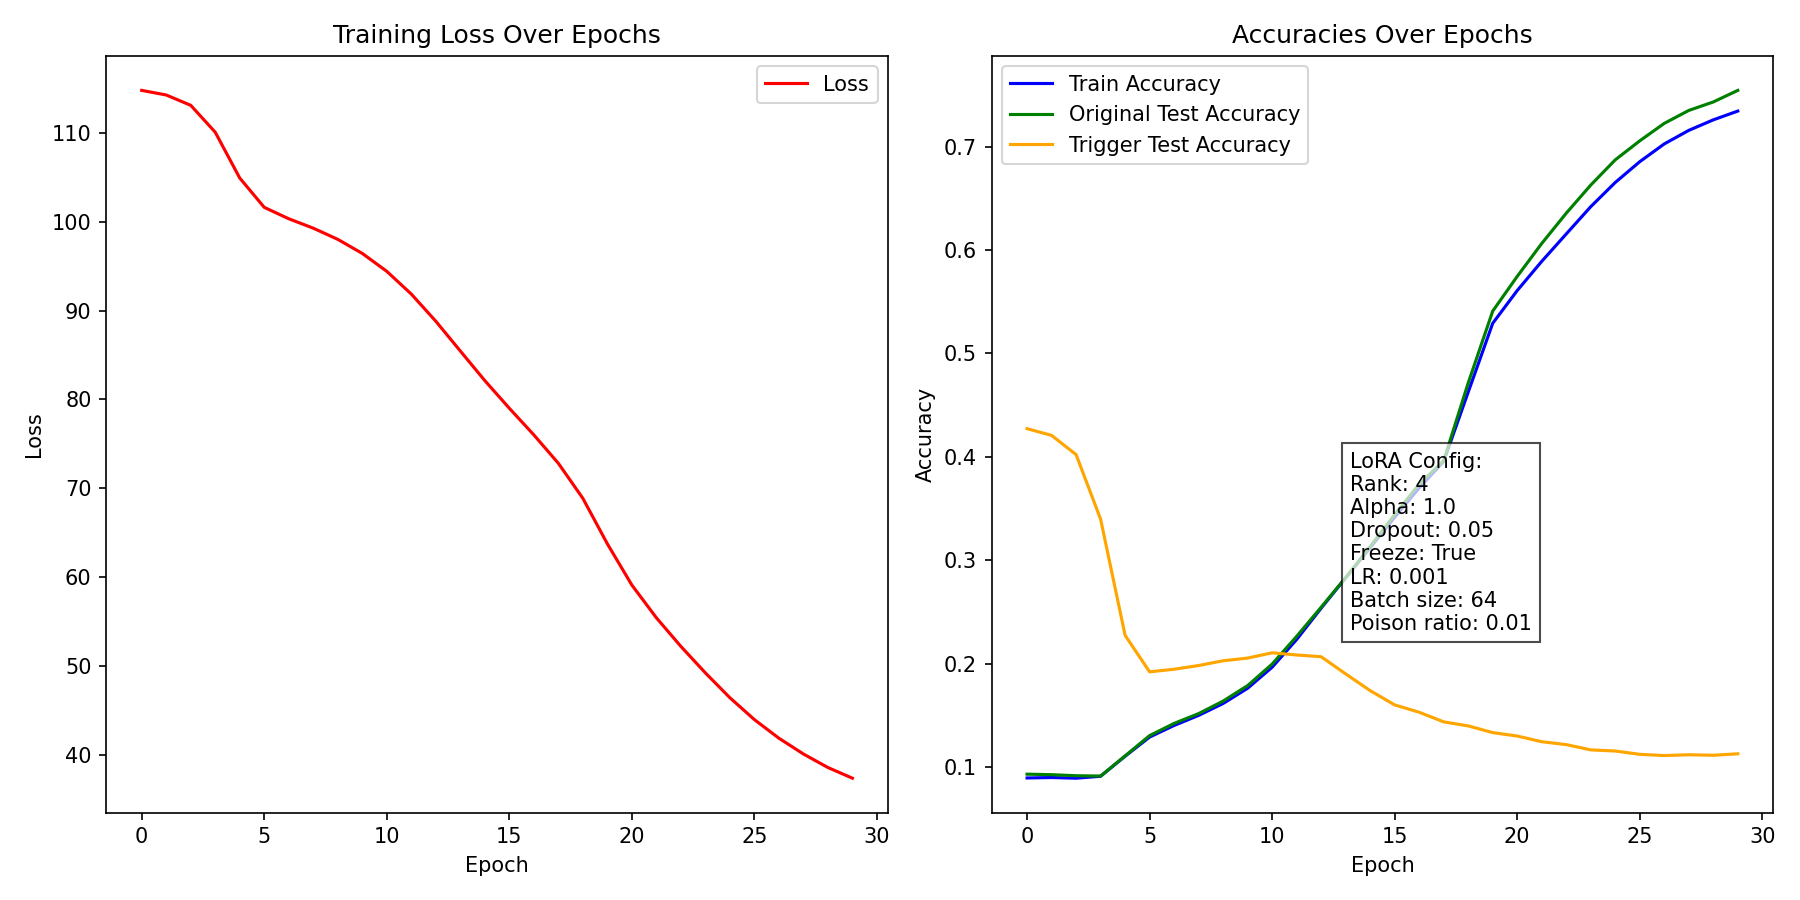 Training Loss Over Epochs
Loss
110
100
90
80
70
60
50
40
Loss
0 5 10 15 20 25 30
Epoch
Accuracies Over Epochs
Train Accuracy
Original Test Accuracy
Trigger Test Accuracy
0.7
0.6
0.5
0.4
0.3
0.2
0.1
Accuracy
LoRA Config:
Rank: 4
Alpha: 1.0
Dropout: 0.05
Freeze: True
LR: 0.001
Batch size: 64
Poison ratio: 0.01
0 5 10 15 20 25 30
Epoch